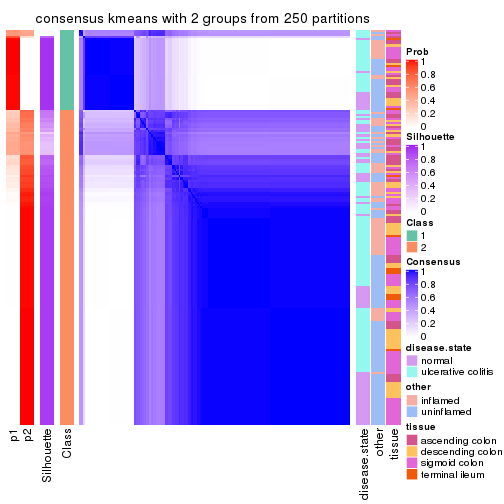 consensus kmeans with 2 groups from 250 partitions
Prob
1
0.8
0.6
0.4
0.2
0
Silhouette
1
0.8
0.6
0.4
0.2
0
Class
1
2
Consensus
1
0.8
0.6
0.4
0.2
0
disease.state
normal
ulcerative colitis
other
inflamed
uninflamed
tissue
ascending colon
descending colon
sigmoid colon
terminal ileum
p1
p2
Silhouette
Class
disease.state
other
tissue